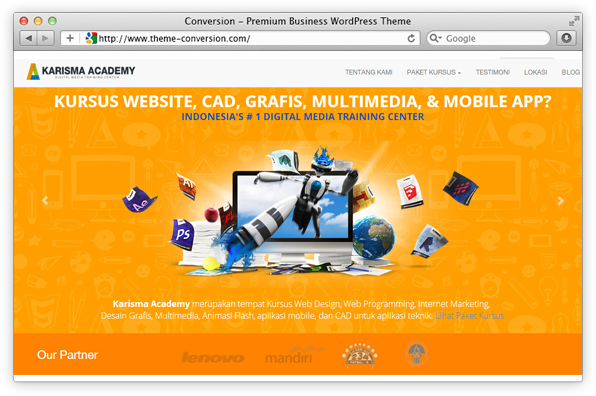 Conversion – Premium Business WordPress Theme
http://www.theme-conversion.com/
Google
KARISMA ACADEMY
DIGITAL MEDIA TRAINING CENTER
TENTANG KAMI PAKET KURSUS TESTIMONI LOKASI BLOG
KURSUS WEBSITE, CAD, GRAFIS, MULTIMEDIA, & MOBILE APP?
INDONESIA'S # 1 DIGITAL MEDIA TRAINING CENTER
Ae
PS
Karisma Academy merupakan tempat Kursus Web Design, Web Programming, Internet Marketing,
Desain Grafis, Multimedia, Animasi Flash, aplikasi mobile, dan CAD untuk aplikasi teknik. Lihat Paket Kursus
Our Partner
lenovo
mandiri